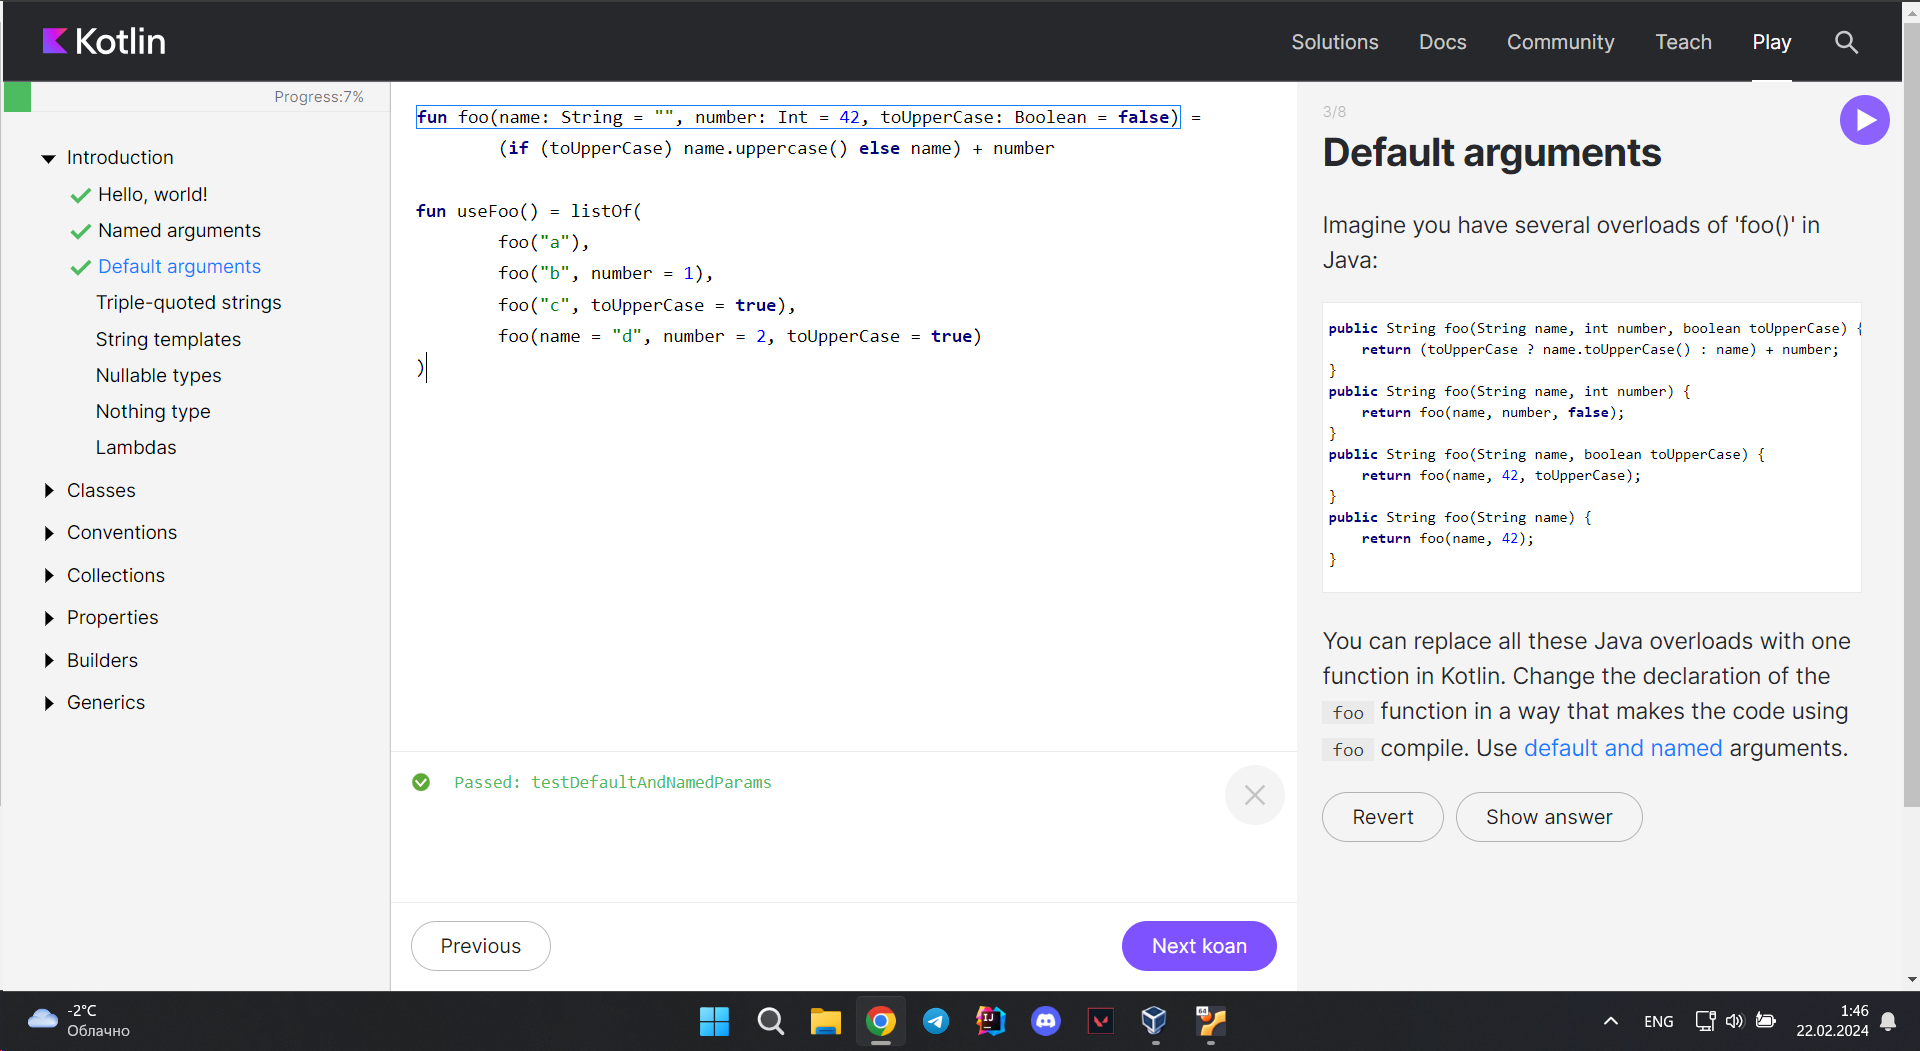 Kotlin
Solutions
Docs
Community
Teach
Play
Progress:7%
Introduction
Hello, world!
Named arguments
Default arguments
Triple-quoted strings
String templates
Nullable types
Nothing type
Lambdas
Classes
Conventions
Collections
Properties
Builders
Generics
fun foo(name: String = "", number: Int = 42, toUpperCase: Boolean = false) =
(if (toUpperCase) name.uppercase() else name) + number
fun useFoo() = listOf(
foo("a"),
foo("b", number = 1),
foo("c", toUpperCase = true),
foo(name = "d", number = 2, toUpperCase = true)
)
Passed: testDefaultAndNamedParams
Previous
Next koan
3/8
Default arguments
Imagine you have several overloads of 'foo()' in
Java:
public String foo(String name, int number, boolean toUpperCase) {
return (toUpperCase ? name.toUpperCase() : name) + number;
}
public String foo(String name, int number) {
return foo(name, number, false);
}
public String foo(String name, boolean toUpperCase) {
return foo(name, 42, toUpperCase);
}
public String foo(String name) {
return foo(name, 42);
}
You can replace all these Java overloads with one
function in Kotlin. Change the declaration of the
foo function in a way that makes the code using
foo compile. Use default and named arguments.
Revert
Show answer
-2°C
Облачно
IJ
64
ENG
1:46
22.02.2024